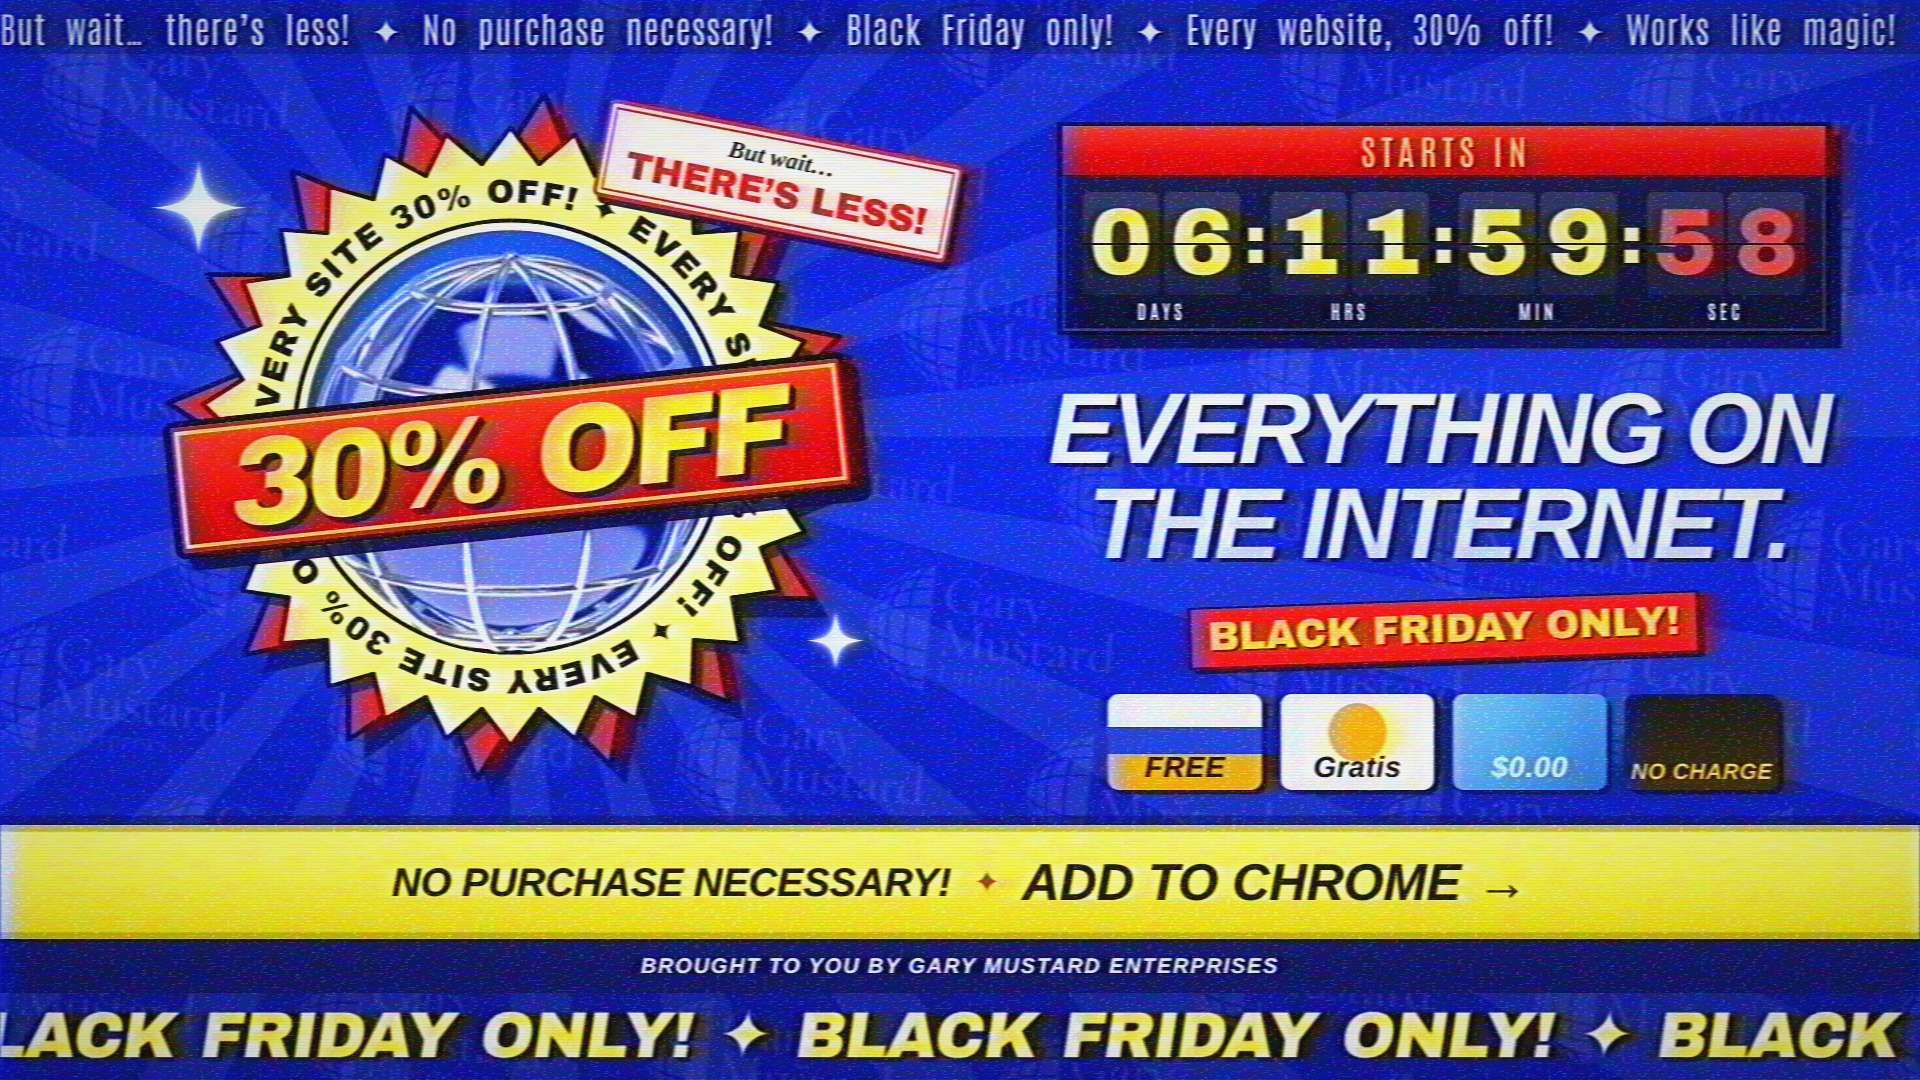 But wait… there’s less! ✦ No purchase necessary! ✦ Black Friday only! ✦ Every website, 30% off! ✦ Works like magic!
But wait...
THERE’S LESS!
EVERY SITE 30% OFF! ✦ EVERY
OFF! ✦ EVERY SITE 30%
30% OFF
STARTS IN
06:11:59:58
DAYS HRS MIN SEC
EVERYTHING ON
THE INTERNET.
BLACK FRIDAY ONLY!
FREE Gratis $0.00 NO CHARGE
NO PURCHASE NECESSARY! ✦ ADD TO CHROME →
BROUGHT TO YOU BY GARY MUSTARD ENTERPRISES
LACK FRIDAY ONLY! ✦ BLACK FRIDAY ONLY! ✦ BLACK
Gary
Mustard